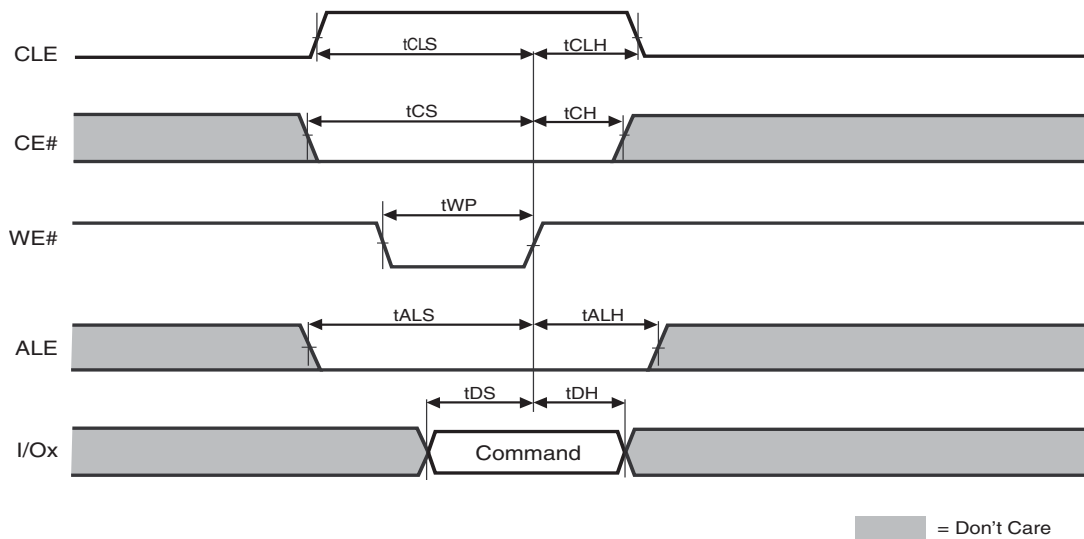 CLE
tCLS
tCLH
CE#
tCS
tCH
WE#
tWP
ALE
tALS
tALH
I/Ox
tDS
tDH
Command
= Don't Care